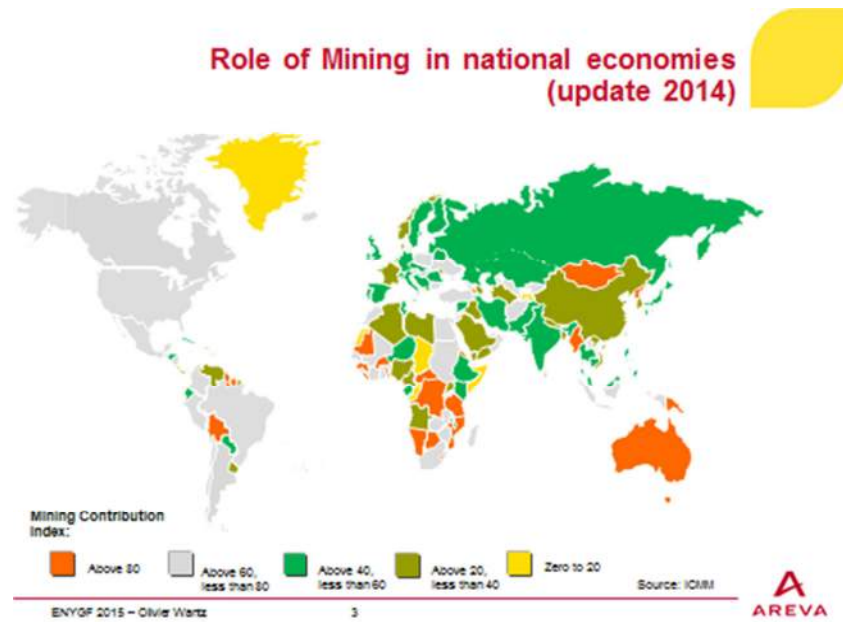 Role of Mining in national economies
(update 2014)
Mining Contribution
Index:
Above 80
Above 60,
less than 80
Above 40,
less than 60
Above 20,
less than 40
Zero to 20
Source: ICMM
ENYGF 2015 – Olivier Wartz
3
AREVA